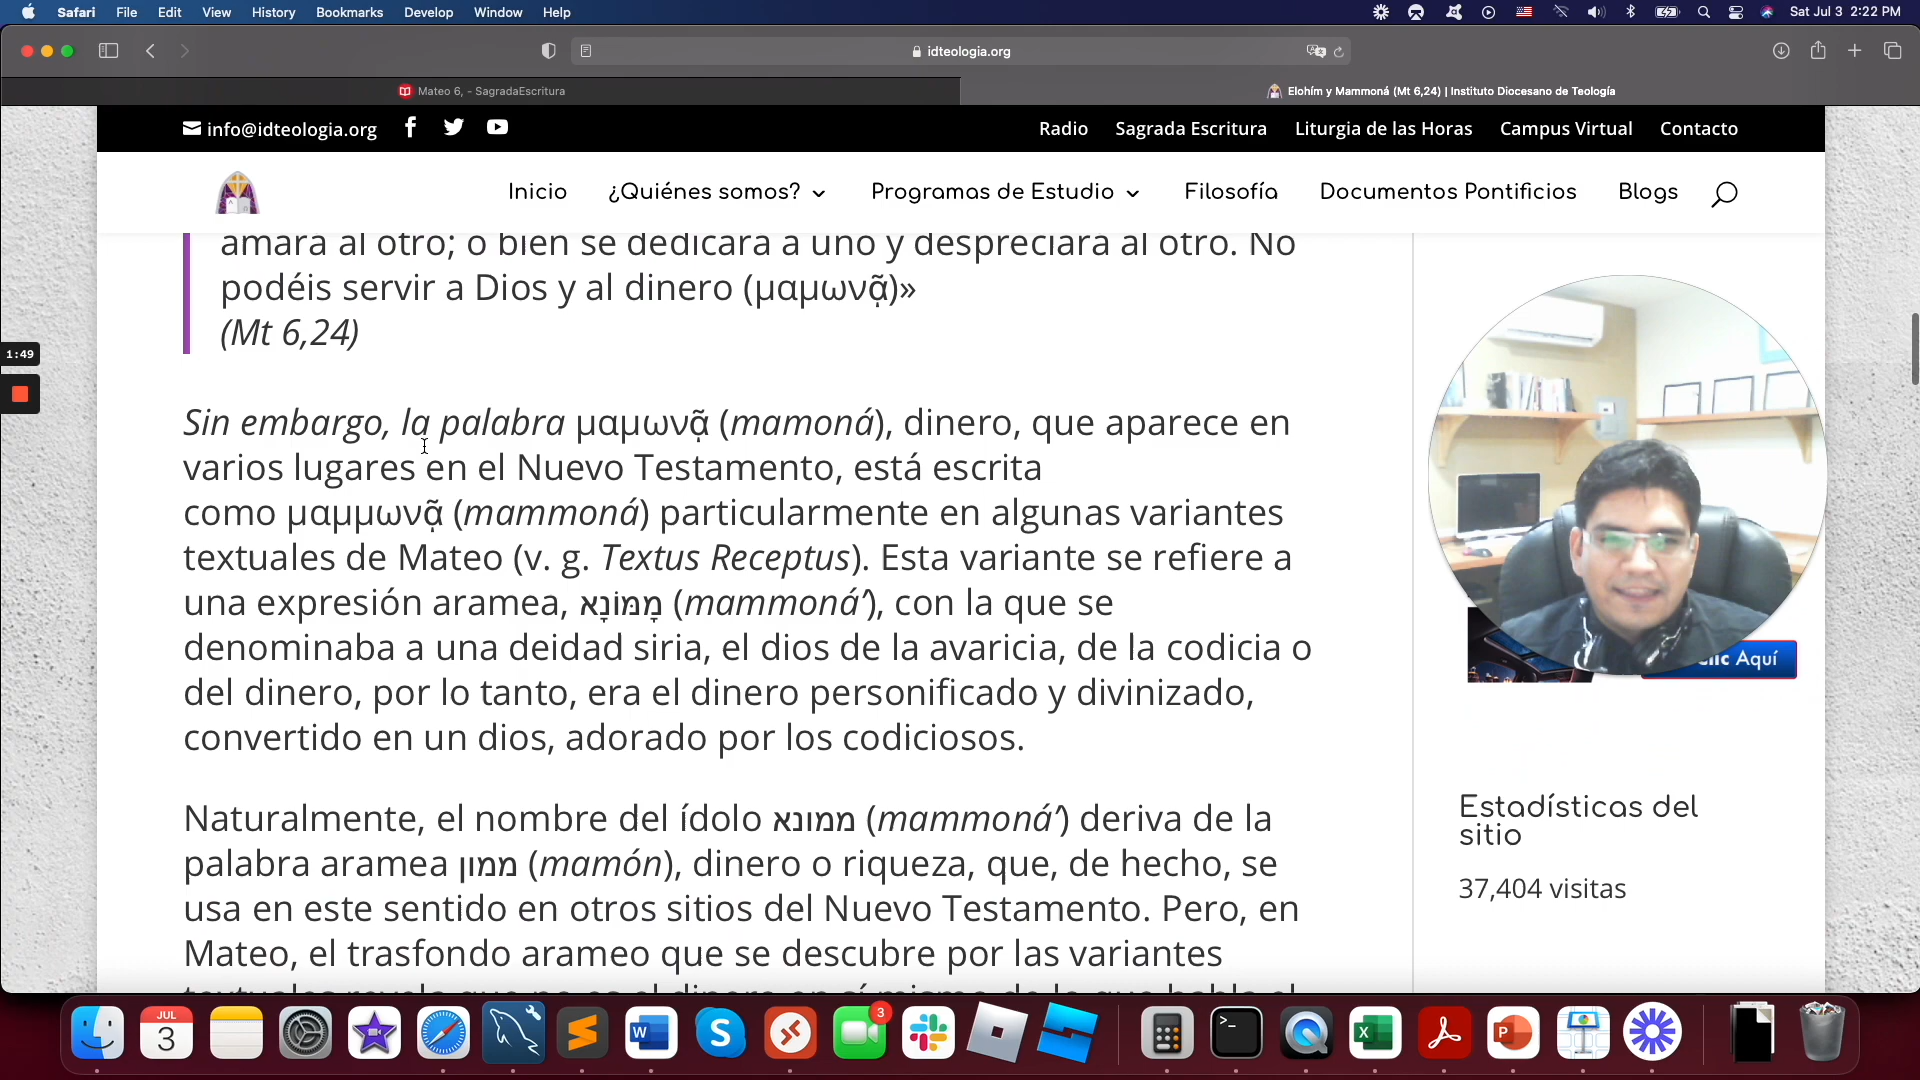 Safari File Edit View History Bookmarks Develop Window Help Sat Jul 3 2:22 PM
idteologia.org
Mateo 6, - SagradaEscritura
Elohím y Mammoná (Mt 6,24) | Instituto Diocesano de Teología
info@idteologia.org Radio Sagrada Escritura Liturgia de las Horas Campus Virtual Contacto
Inicio ¿Quiénes somos? Programas de Estudio Filosofía Documentos Pontificios Blogs
amará al otro; o bien se dedicará a uno y despreciará al otro. No
podéis servir a Dios y al dinero (μαμωνᾷ)»
(Mt 6,24)
1:49
Sin embargo, la palabra μαμωνᾷ (mamoná), dinero, que aparece en
varios lugares en el Nuevo Testamento, está escrita
como μαμμωνᾷ (mammoná) particularmente en algunas variantes
textuales de Mateo (v. g. Textus Receptus). Esta variante se refiere a
una expresión aramea, מָמּוֹנָא (mammoná’), con la que se
denominaba a una deidad siria, el dios de la avaricia, de la codicia o
del dinero, por lo tanto, era el dinero personificado y divinizado,
convertido en un dios, adorado por los codiciosos.
Naturalmente, el nombre del ídolo ממונא (mammoná’) deriva de la
palabra aramea ממון (mamón), dinero o riqueza, que, de hecho, se
usa en este sentido en otros sitios del Nuevo Testamento. Pero, en
Mateo, el trasfondo arameo que se descubre por las variantes
Clic Aquí
Estadísticas del
sitio
37,404 visitas
JUL
3
3